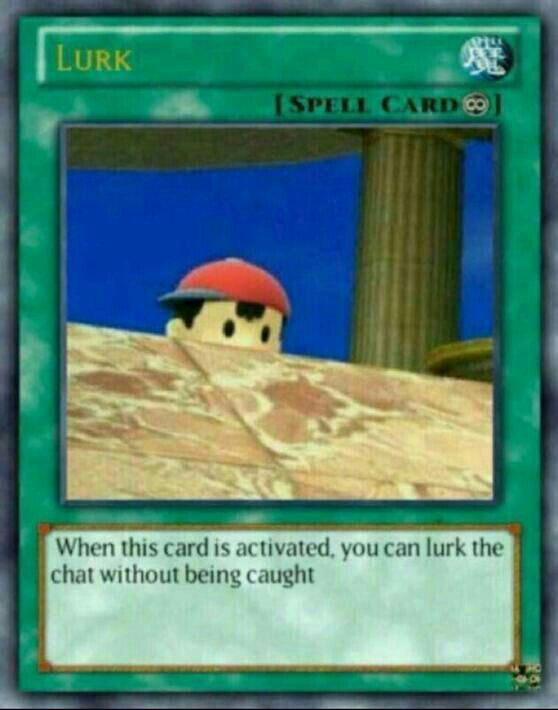 LURK
[SPELL CARD♾]
When this card is activated, you can lurk the
chat without being caught